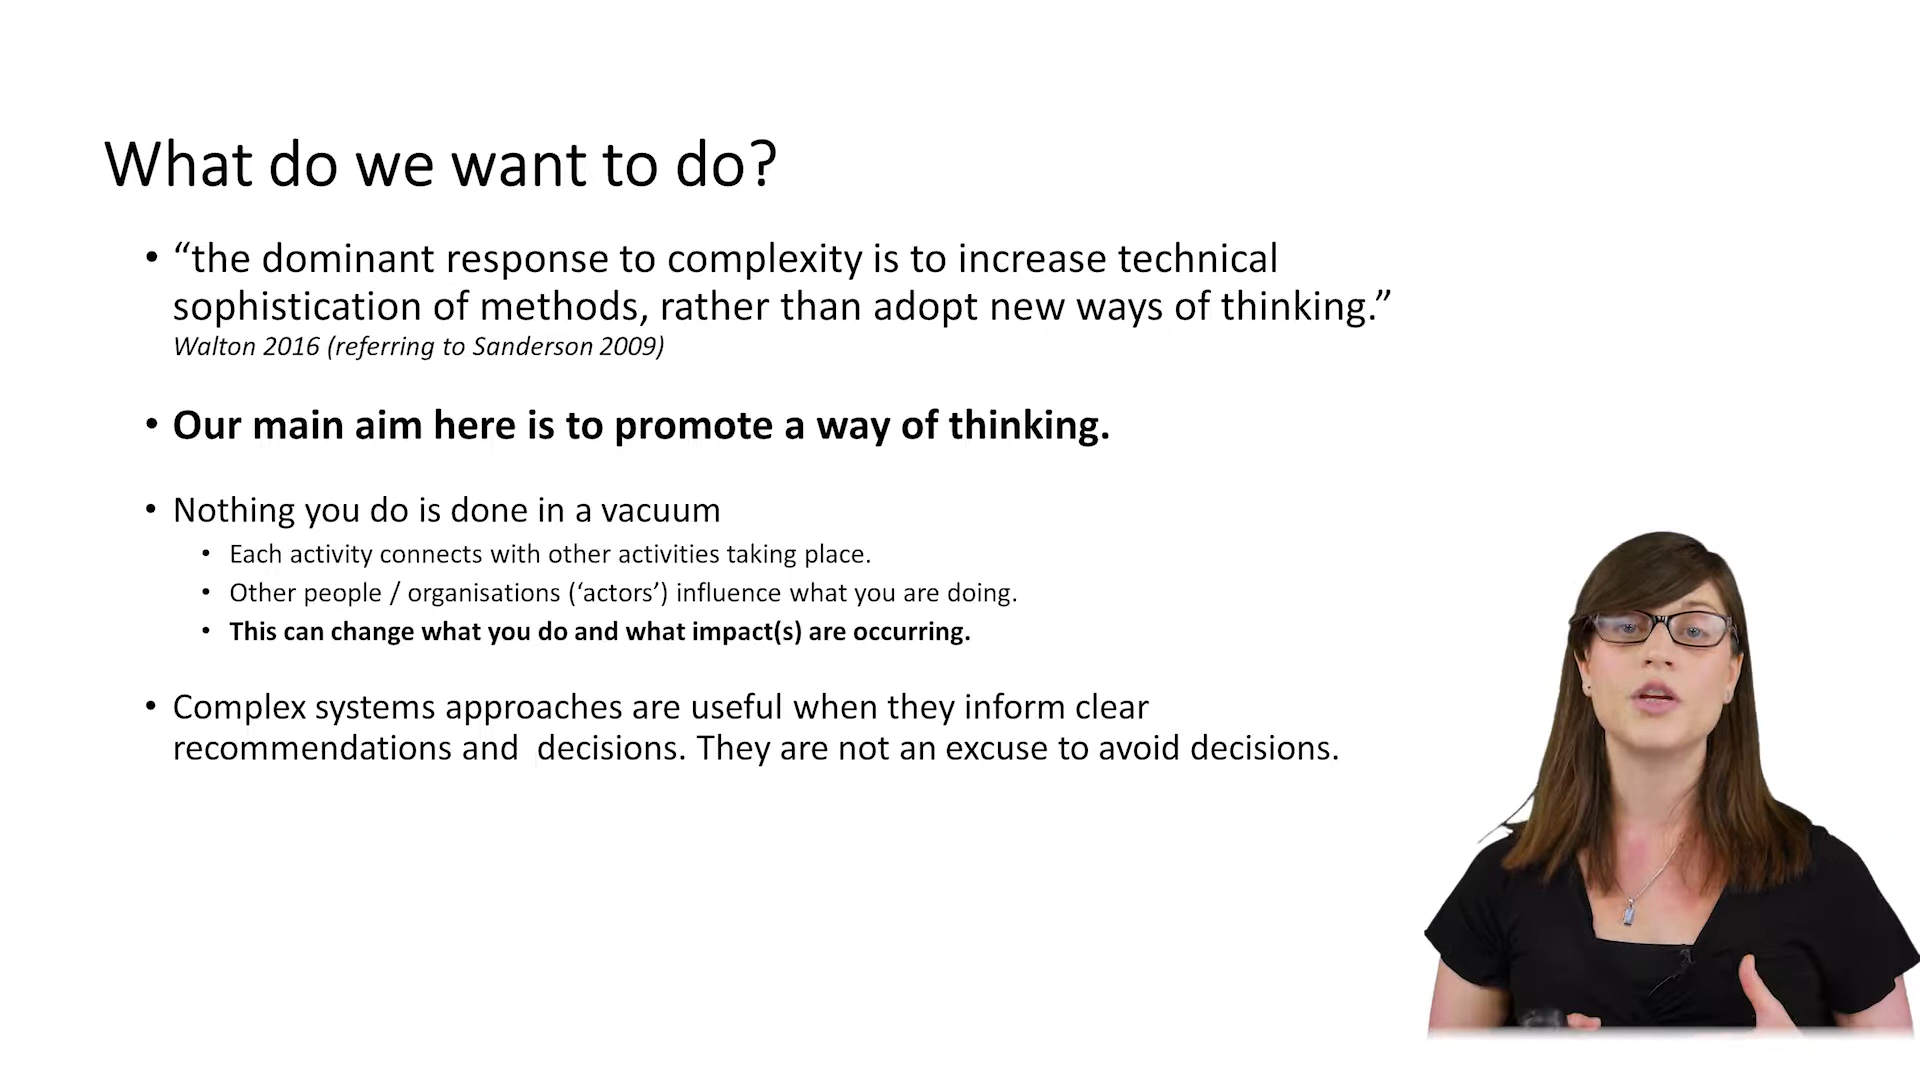 What do we want to do?
• “the dominant response to complexity is to increase technical
sophistication of methods, rather than adopt new ways of thinking.”
Walton 2016 (referring to Sanderson 2009)
• Our main aim here is to promote a way of thinking.
• Nothing you do is done in a vacuum
• Each activity connects with other activities taking place.
• Other people / organisations (‘actors’) influence what you are doing.
• This can change what you do and what impact(s) are occurring.
• Complex systems approaches are useful when they inform clear
recommendations and  decisions. They are not an excuse to avoid decisions.